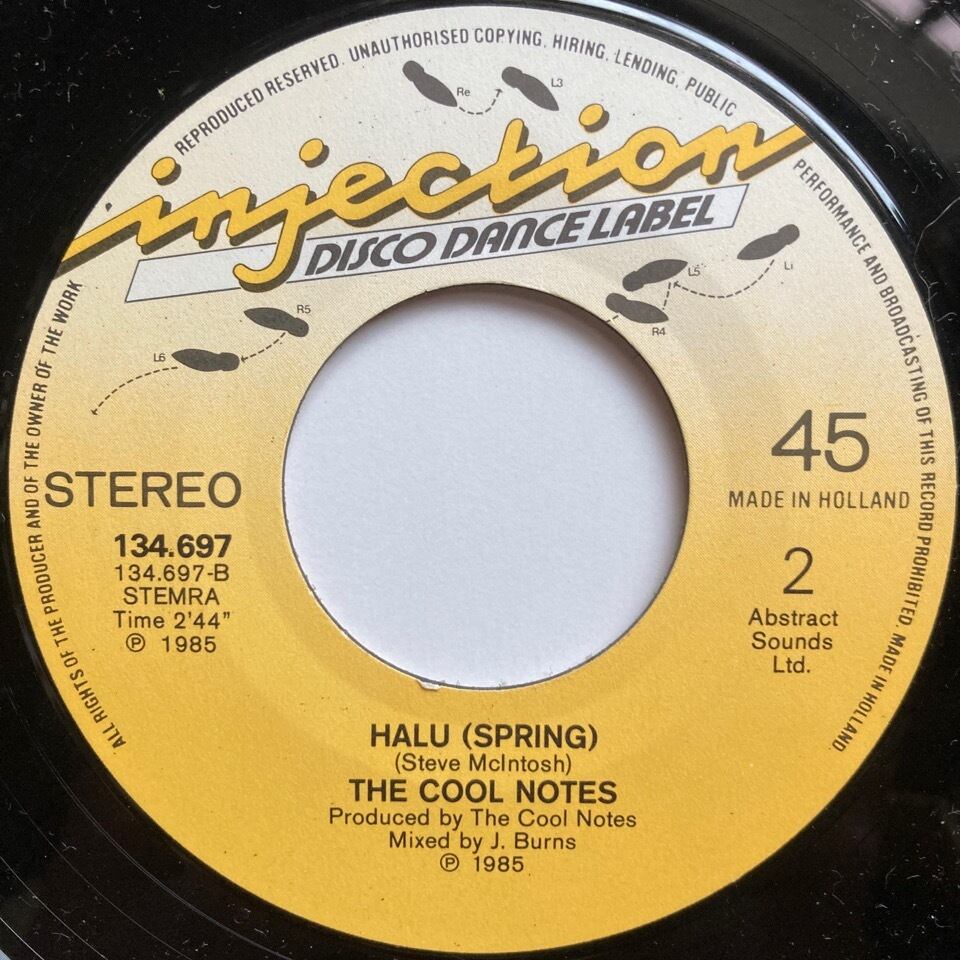 ALL RIGHTS OF THE PRODUCER AND OF THE OWNER OF THE WORK
REPRODUCED RESERVED. UNAUTHORISED COPYING, HIRING, LENDING, PUBLIC
PERFORMANCE AND BROADCASTING OF THIS RECORD PROHIBITED. MADE IN HOLLAND
Re
L3
injection
DISCO DANCE LABEL
L5
Li
R4
R5
L6
STEREO
134.697
134.697-B
STEMRA
Time 2'44"
℗ 1985
45
MADE IN HOLLAND
2
Abstract
Sounds
Ltd.
HALU (SPRING)
(Steve McIntosh)
THE COOL NOTES
Produced by The Cool Notes
Mixed by J. Burns
℗ 1985